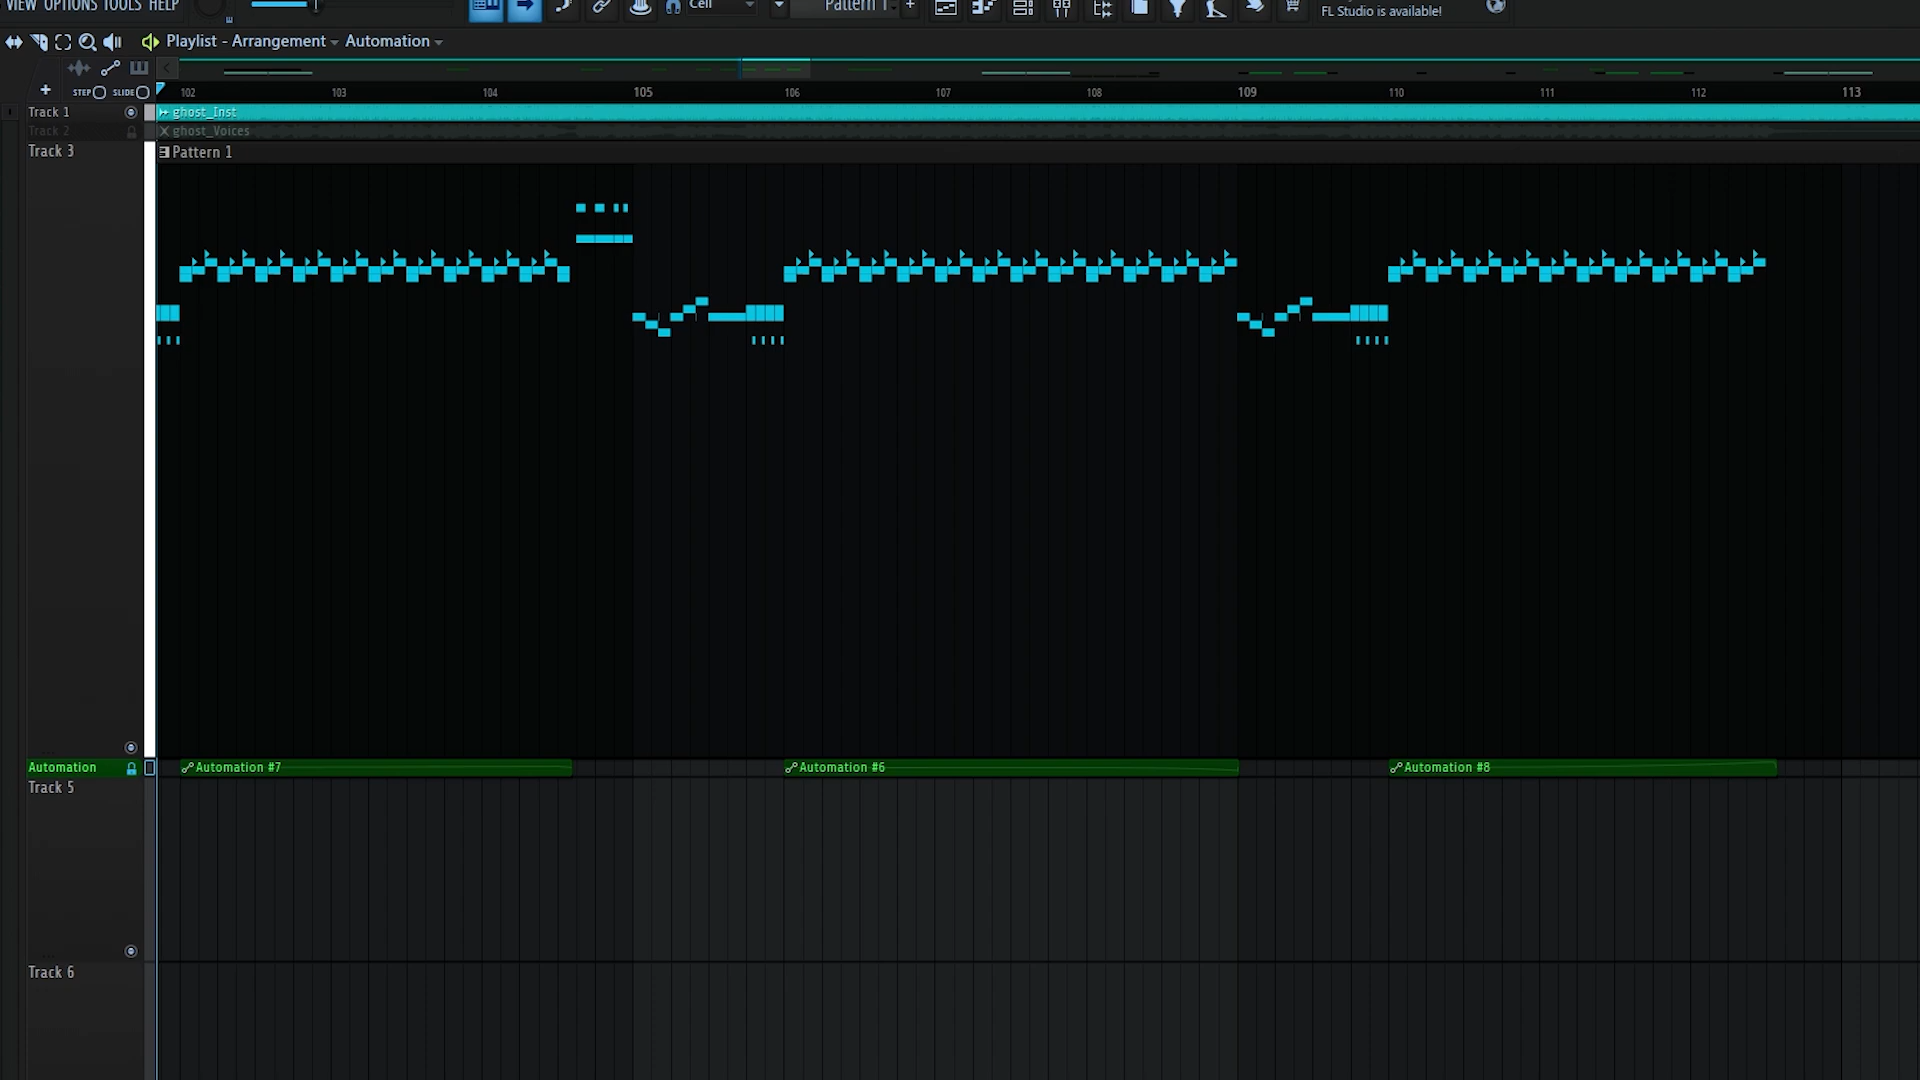 VIEW OPTIONS TOOLS HELP
Cell
Pattern 1
FL Studio is available!
Playlist - Arrangement
Automation
STEP
SLIDE
102 103 104 105 106 107 108 109 110 111 112 113
Track 1
ghost_Inst
Track 2
ghost_Voices
Track 3
Pattern 1
Automation
Automation #7
Automation #6
Automation #8
Track 5
Track 6